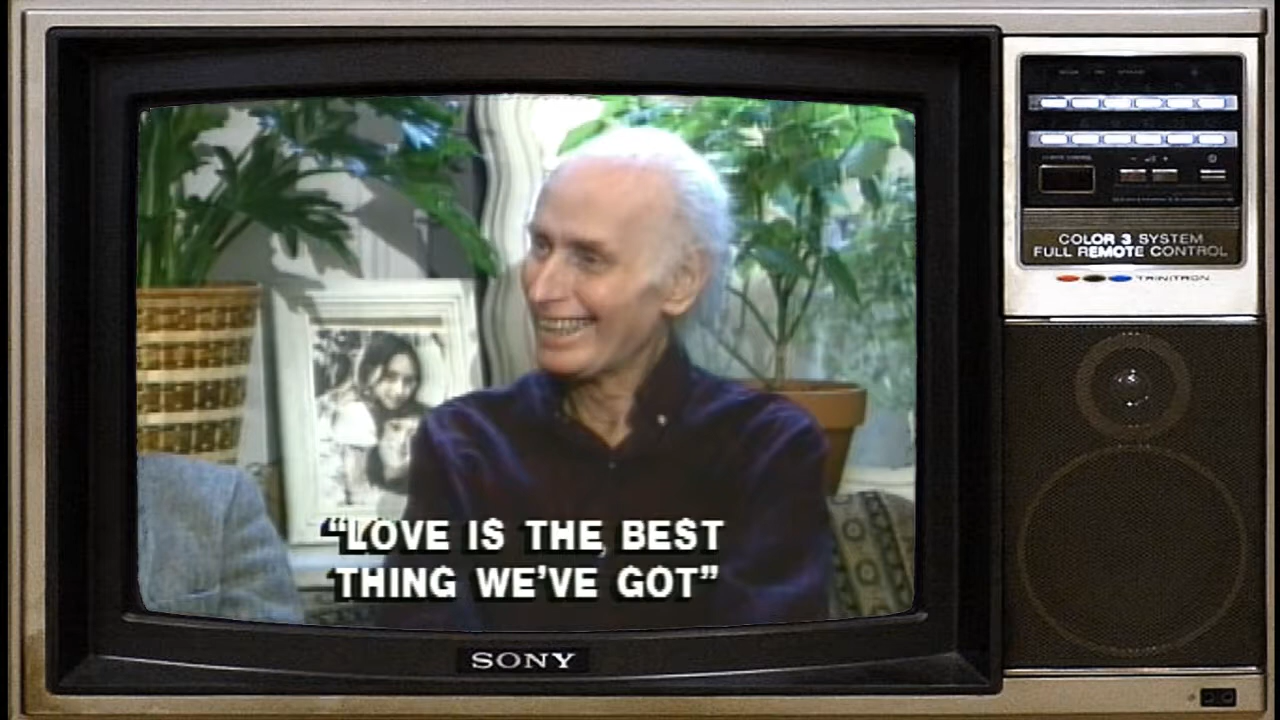 “LOVE IS THE BEST
THING WE’VE GOT”
SONY
COLOR 3 SYSTEM
FULL REMOTE CONTROL
TRINITRON